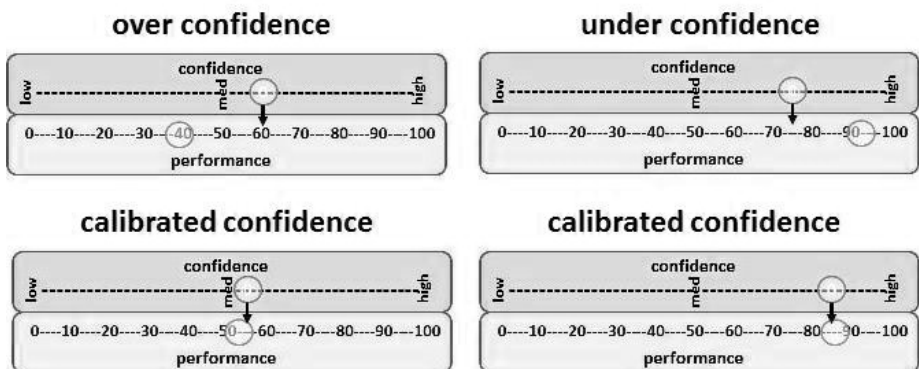 over confidence
confidence
low
med
high
0----10----20----30----40----50----60----70----80----90----100
performance
under confidence
confidence
low
med
high
0----10----20----30----40----50----60----70----80----90----100
performance
calibrated confidence
confidence
low
med
high
0----10----20----30----40----50----60----70----80----90----100
performance
calibrated confidence
confidence
low
med
high
0----10----20----30----40----50----60----70----80----90----100
performance